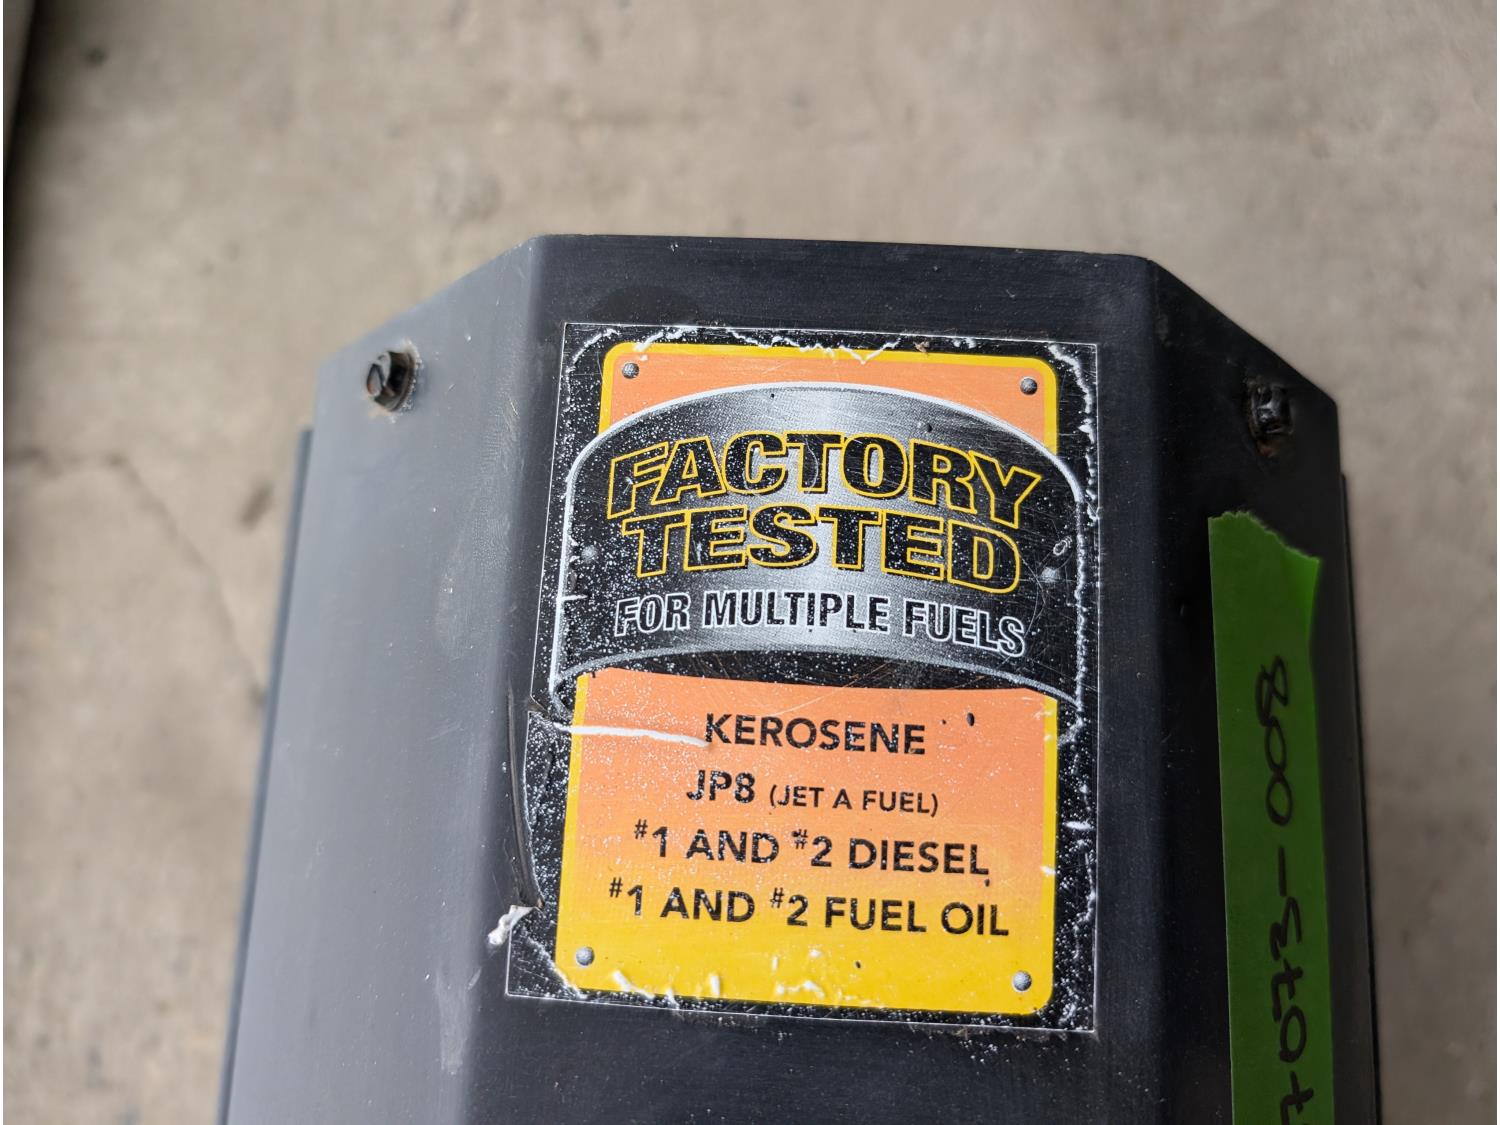 FACTORY
TESTED
FOR MULTIPLE FUELS
KEROSENE
JP8 (JET A FUEL)
#1 AND #2 DIESEL
#1 AND #2 FUEL OIL